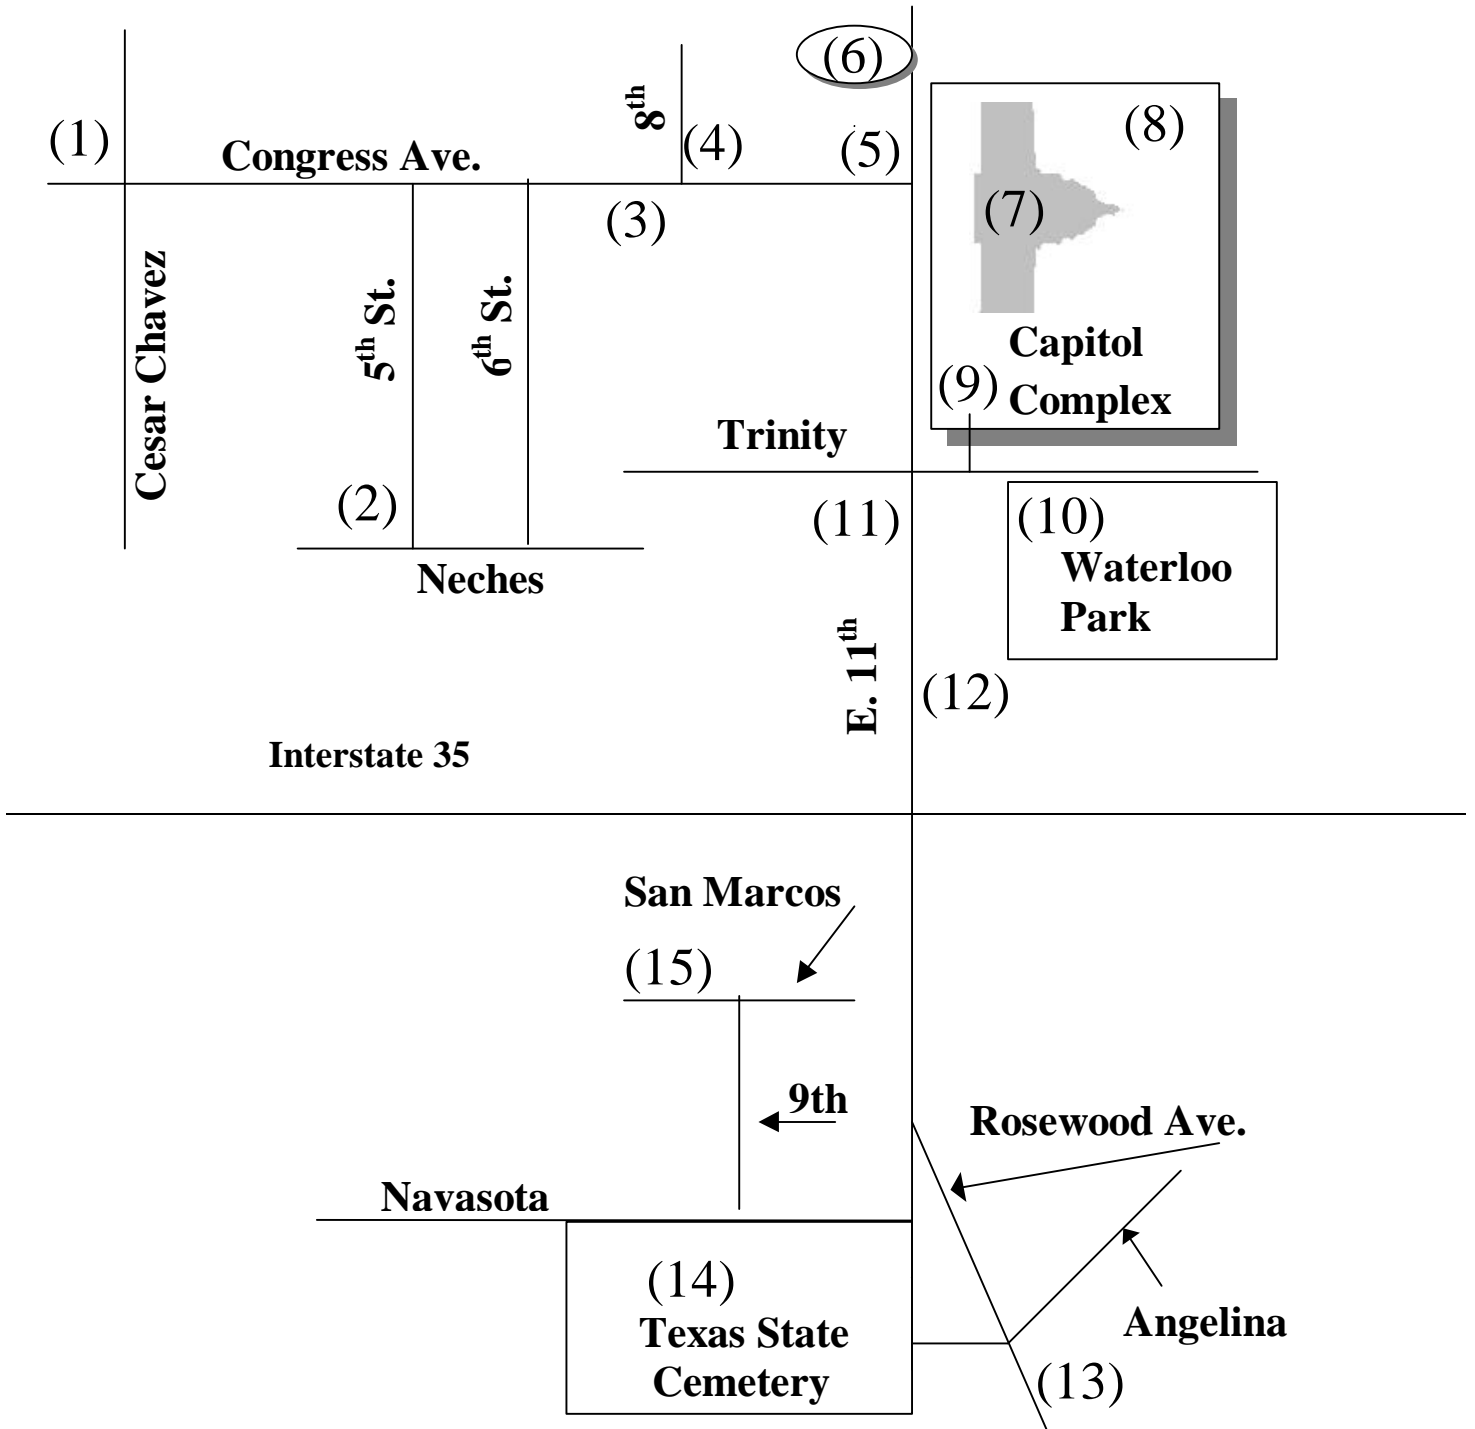 (6)
8th
(8)
(1)
Congress Ave.
(4)
(5)
(7)
(3)
Cesar Chavez
5th St.
6th St.
Capitol
Complex
(9)
Trinity
(2)
(11)
(10)
Waterloo
Park
Neches
E. 11th
(12)
Interstate 35
San Marcos
(15)
9th
Rosewood Ave.
Navasota
(14)
Texas State
Cemetery
Angelina
(13)